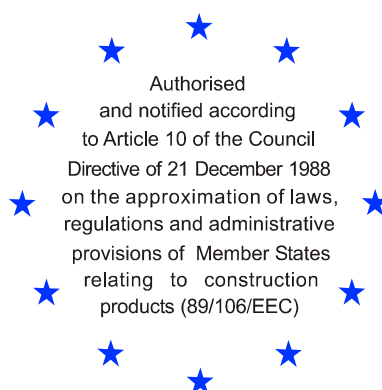 Authorised
and notified according
to Article 10 of the Council
Directive of 21 December 1988
on the approximation of laws,
regulations and administrative
provisions of Member States
relating to construction
products (89/106/EEC)